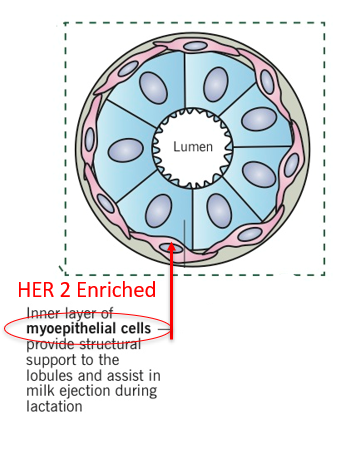 Lumen
HER 2 Enriched
Inner layer of
myoepithelial cells
provide structural
support to the
lobules and assist in
milk ejection during
lactation